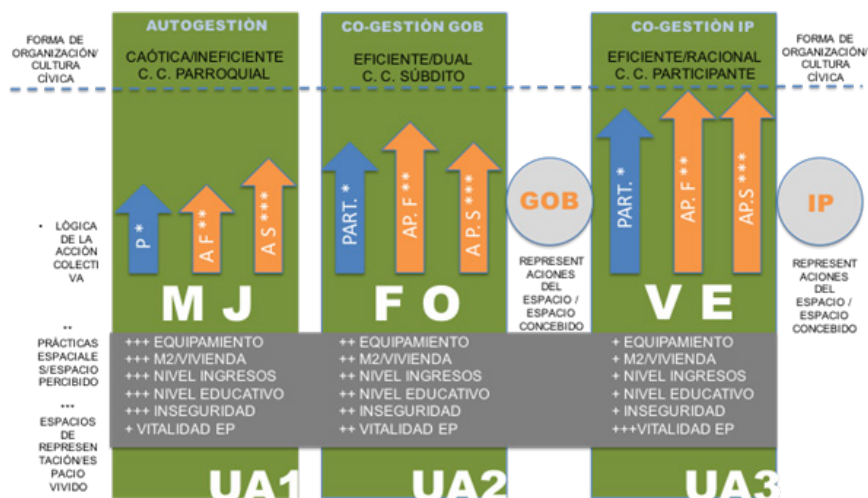 FORMA DE
ORGANIZACIÓN/
CULTURA
CÍVICA
AUTOGESTIÒN
CAÓTICA/INEFICIENTE
C. C. PARROQUIAL
CO-GESTIÒN GOB
EFICIENTE/DUAL
C. C. SÚBDITO
CO-GESTIÒN IP
EFICIENTE/RACIONAL
C. C. PARTICIPANTE
FORMA DE
ORGANIZACIÓN/
CULTURA
CÍVICA
• LÓGICA
DE LA
ACCIÓN
COLECTI
VA
P *
A F **
A S ***
PART. *
AP. F **
A P.S ***
GOB
REPRESENT
ACIONES
DEL
ESPACIO /
ESPACIO
CONCEBIDO
PART. *
AP. F **
AP.S ***
IP
REPRESENT
ACIONES
DEL
ESPACIO /
ESPACIO
CONCEBIDO
M J
F O
V E
**
PRÁCTICAS
ESPACIALE
S/ESPACIO
PERCIBIDO
***
ESPACIOS
DE
REPRESEN
TACIÓN/ES
PACIO
VIVIDO
+++ EQUIPAMIENTO
+++ M2/VIVIENDA
+++ NIVEL INGRESOS
+++ NIVEL EDUCATIVO
+++ INSEGURIDAD
+ VITALIDAD EP
++ EQUIPAMIENTO
++ M2/VIVIENDA
++ NIVEL INGRESOS
++ NIVEL EDUCATIVO
++ INSEGURIDAD
++ VITALIDAD EP
+ EQUIPAMIENTO
+ M2/VIVIENDA
+ NIVEL INGRESOS
+ NIVEL EDUCATIVO
+ INSEGURIDAD
+++VITALIDAD EP
UA1
UA2
UA3